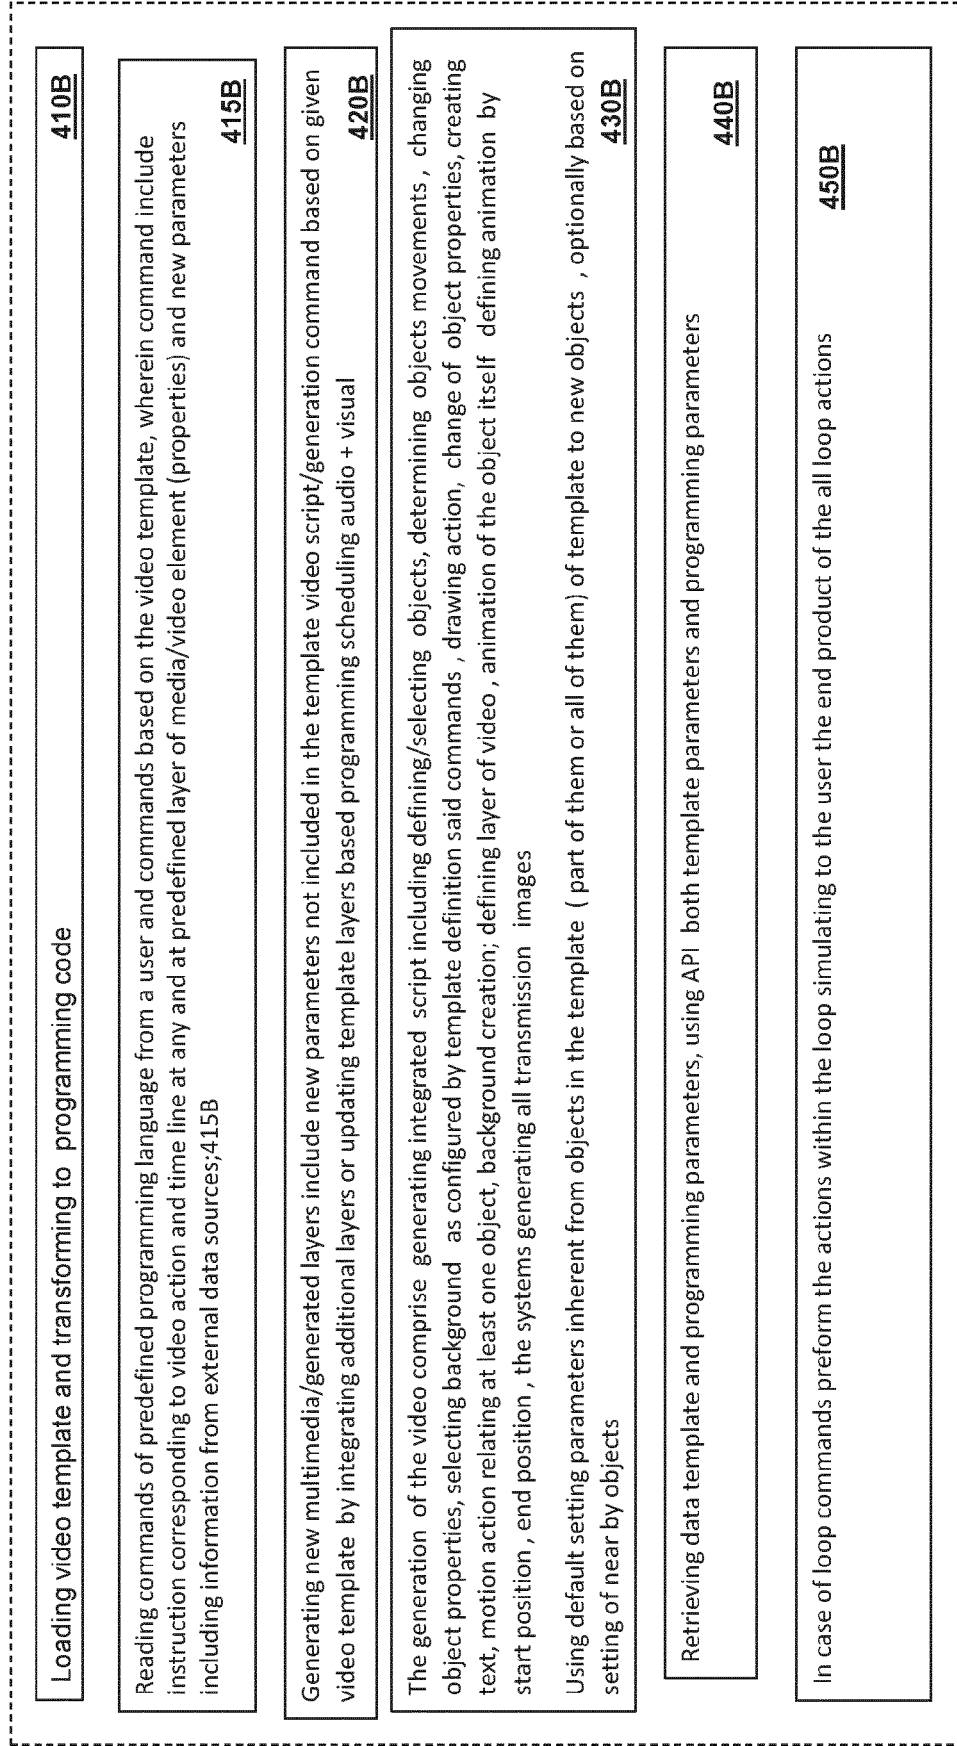 Loading video template and transforming to programming code
410B
Reading commands of predefined programming language from a user and commands based on the video template, wherein command include
instruction corresponding to video action and time line at any and at predefined layer of media/video element (properties) and new parameters
including information from external data sources;415B
415B
Generating new multimedia/generated layers include new parameters not included in the template video script/generation command based on given
video template by integrating additional layers or updating template layers based programming scheduling audio + visual
420B
The generation of the video comprise generating integrated script including defining/selecting objects, determining objects movements , changing
object properties, selecting background as configured by template definition said commands , drawing action, change of object properties, creating
text, motion action relating at least one object, background creation; defining layer of video , animation of the object itself defining animation by
start position , end position , the systems generating all transmission images
Using default setting parameters inherent from objects in the template ( part of them or all of them) of template to new objects , optionally based on
setting of near by objects
430B
Retrieving data template and programming parameters, using API both template parameters and programming parameters
440B
In case of loop commands preform the actions within the loop simulating to the user the end product of the all loop actions
450B